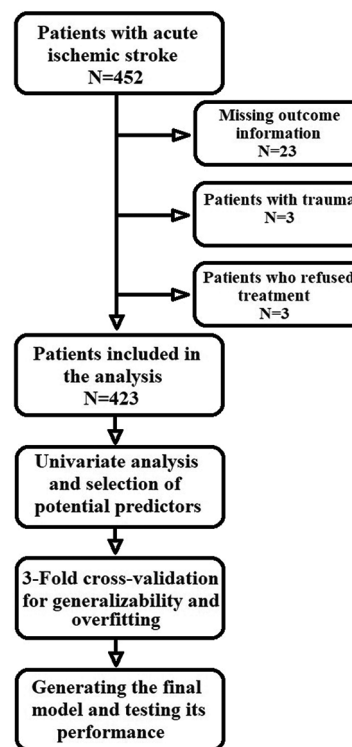 Patients with acute
ischemic stroke
N=452
Missing outcome
information
N=23
Patients with trauma
N=3
Patients who refused
treatment
N=3
Patients included in
the analysis
N=423
Univariate analysis
and selection of
potential predictors
3-Fold cross-validation
for generalizability and
overfitting
Generating the final
model and testing its
performance